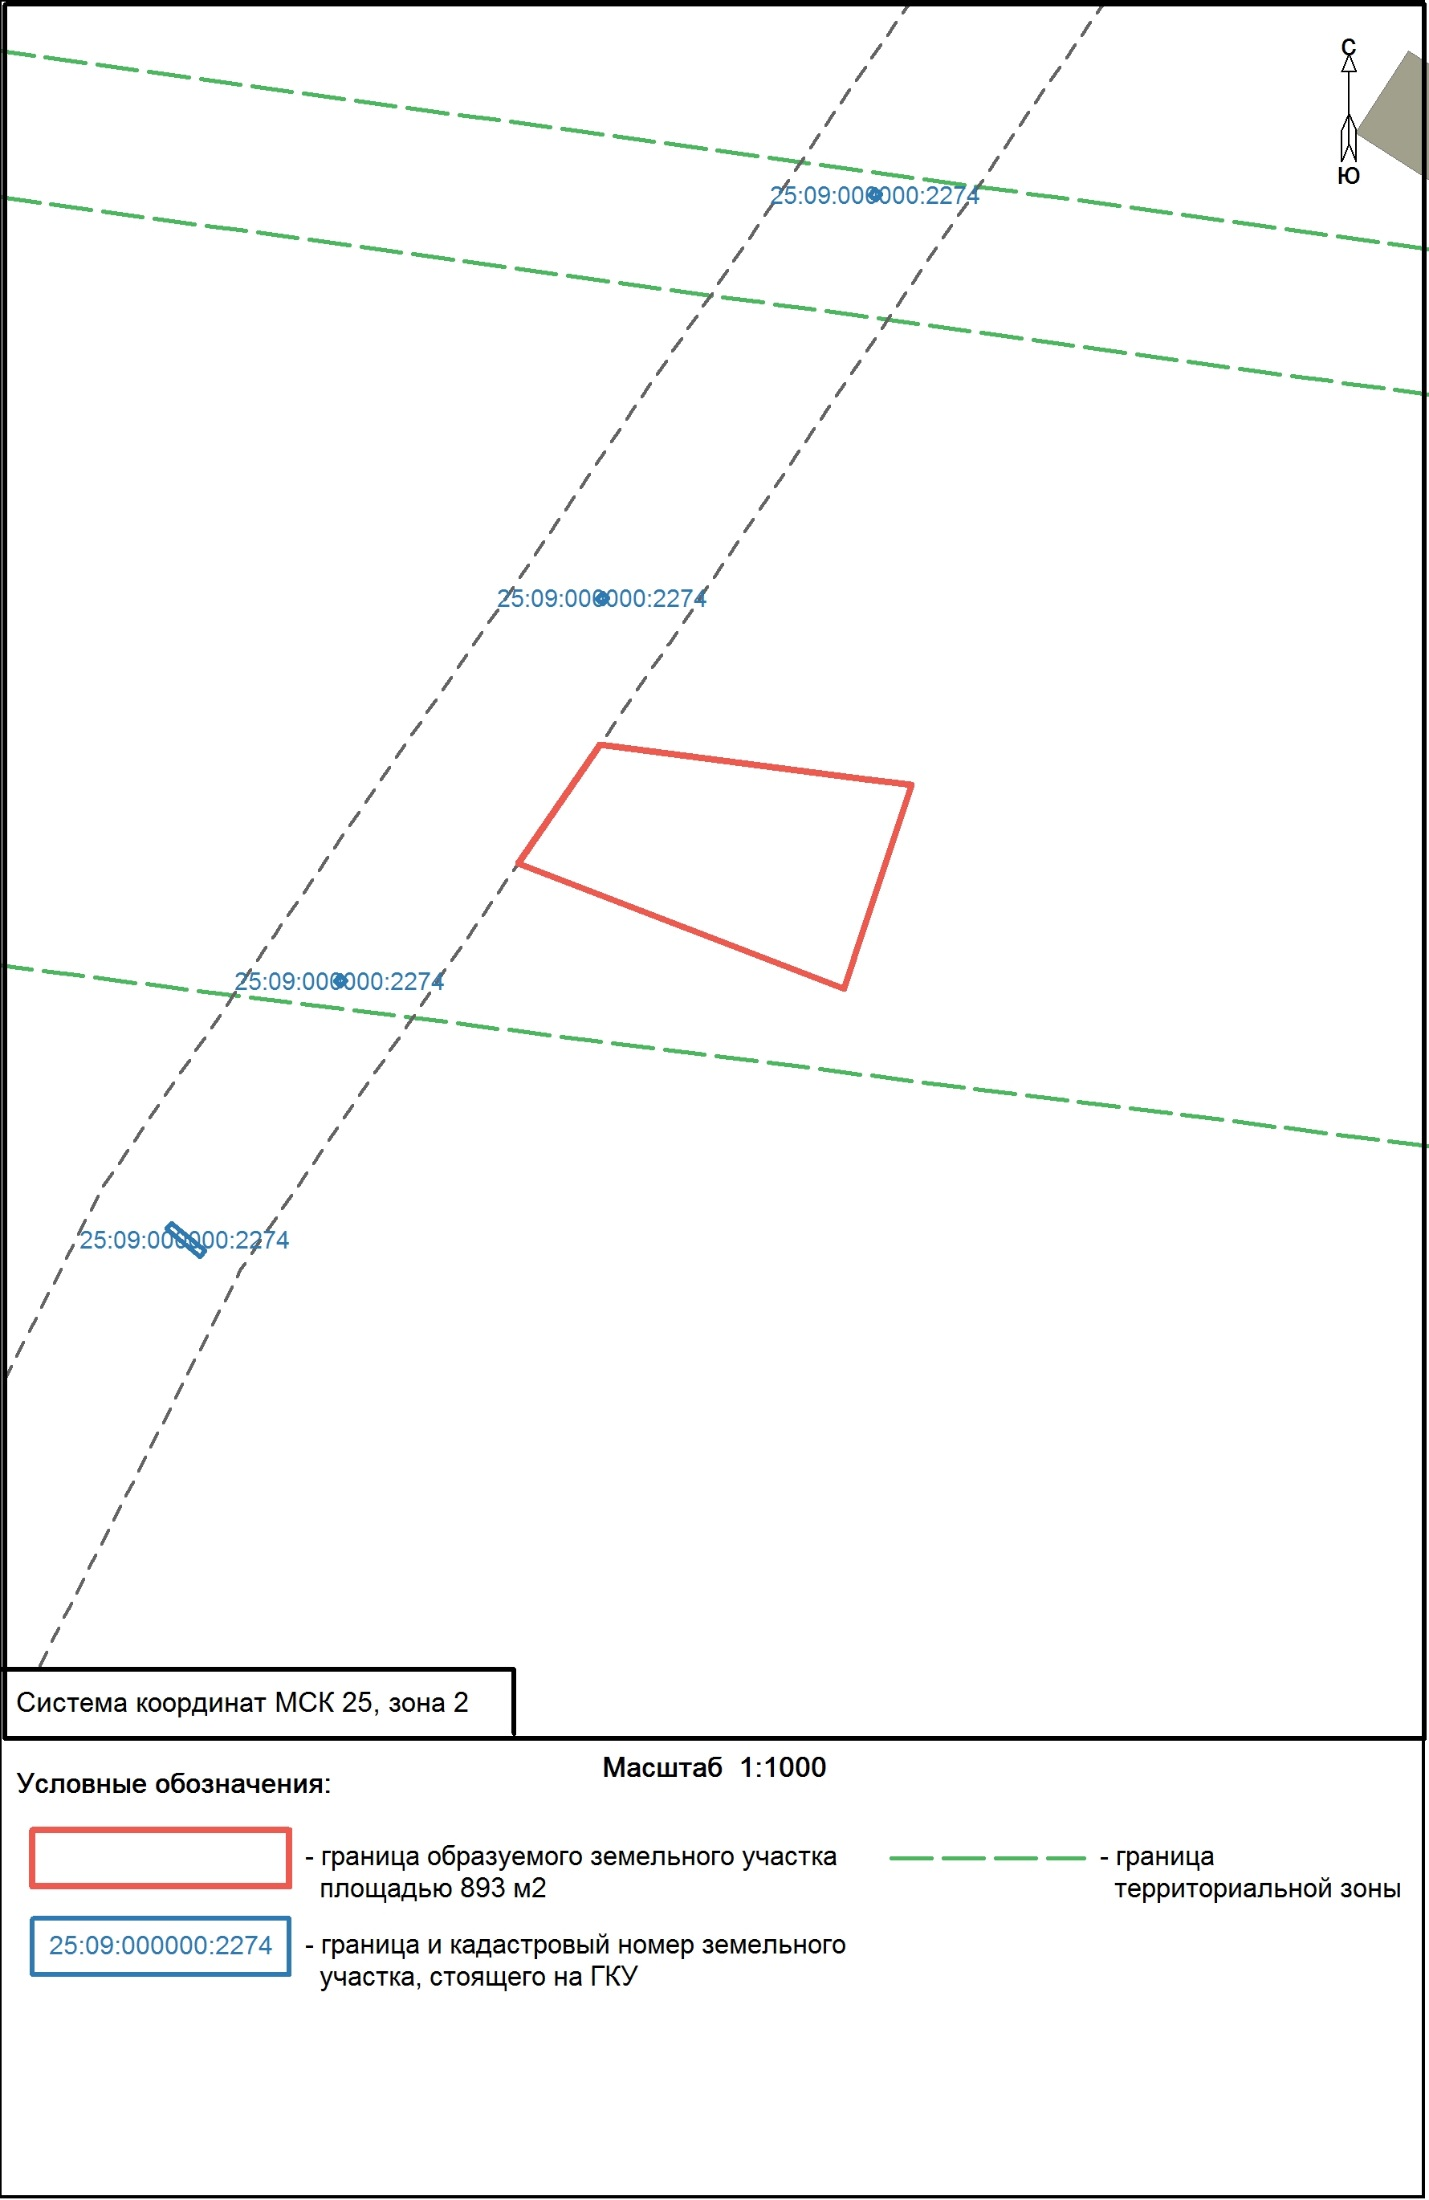 С
Ю
25:09:000000:2274
25:09:000000:2274
25:09:000000:2274
25:09:000000:2274
Система координат МСК 25, зона 2
Масштаб 1:1000
Условные обозначения:
- граница образуемого земельного участка
площадью 893 м2
- граница
территориальной зоны
25:09:000000:2274
- граница и кадастровый номер земельного
участка, стоящего на ГКУ